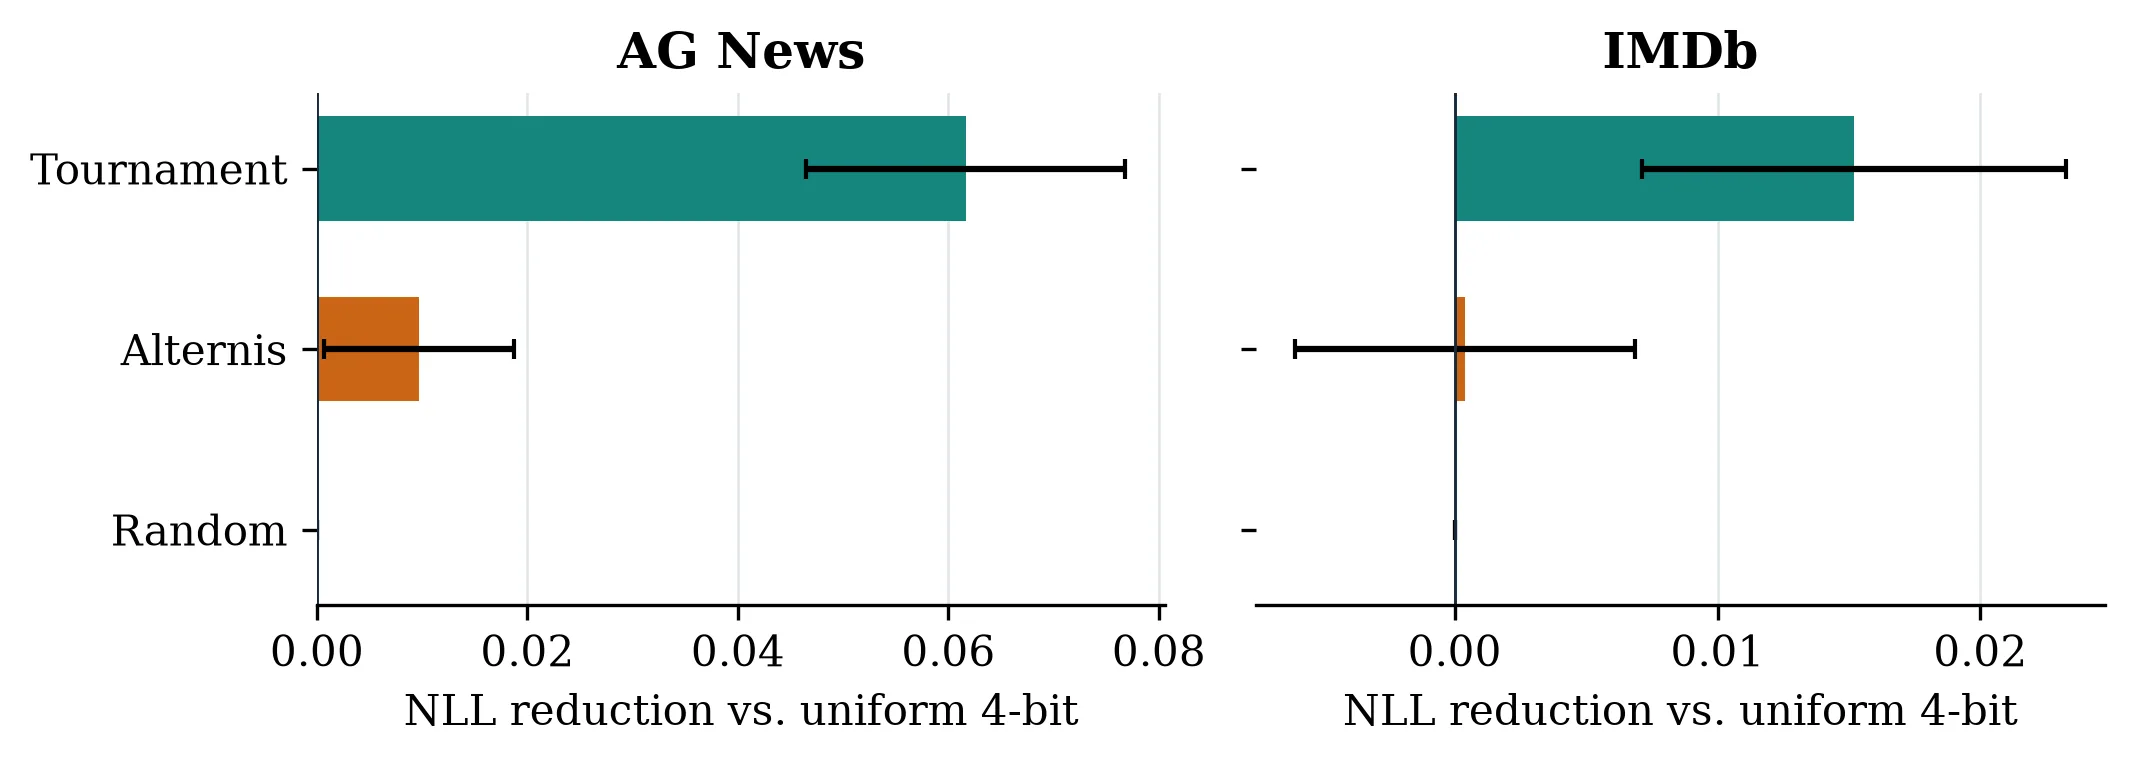 AG News
IMDb
Tournament
Alternis
Random
0.00 0.02 0.04 0.06 0.08
0.00 0.01 0.02
NLL reduction vs. uniform 4-bit
NLL reduction vs. uniform 4-bit